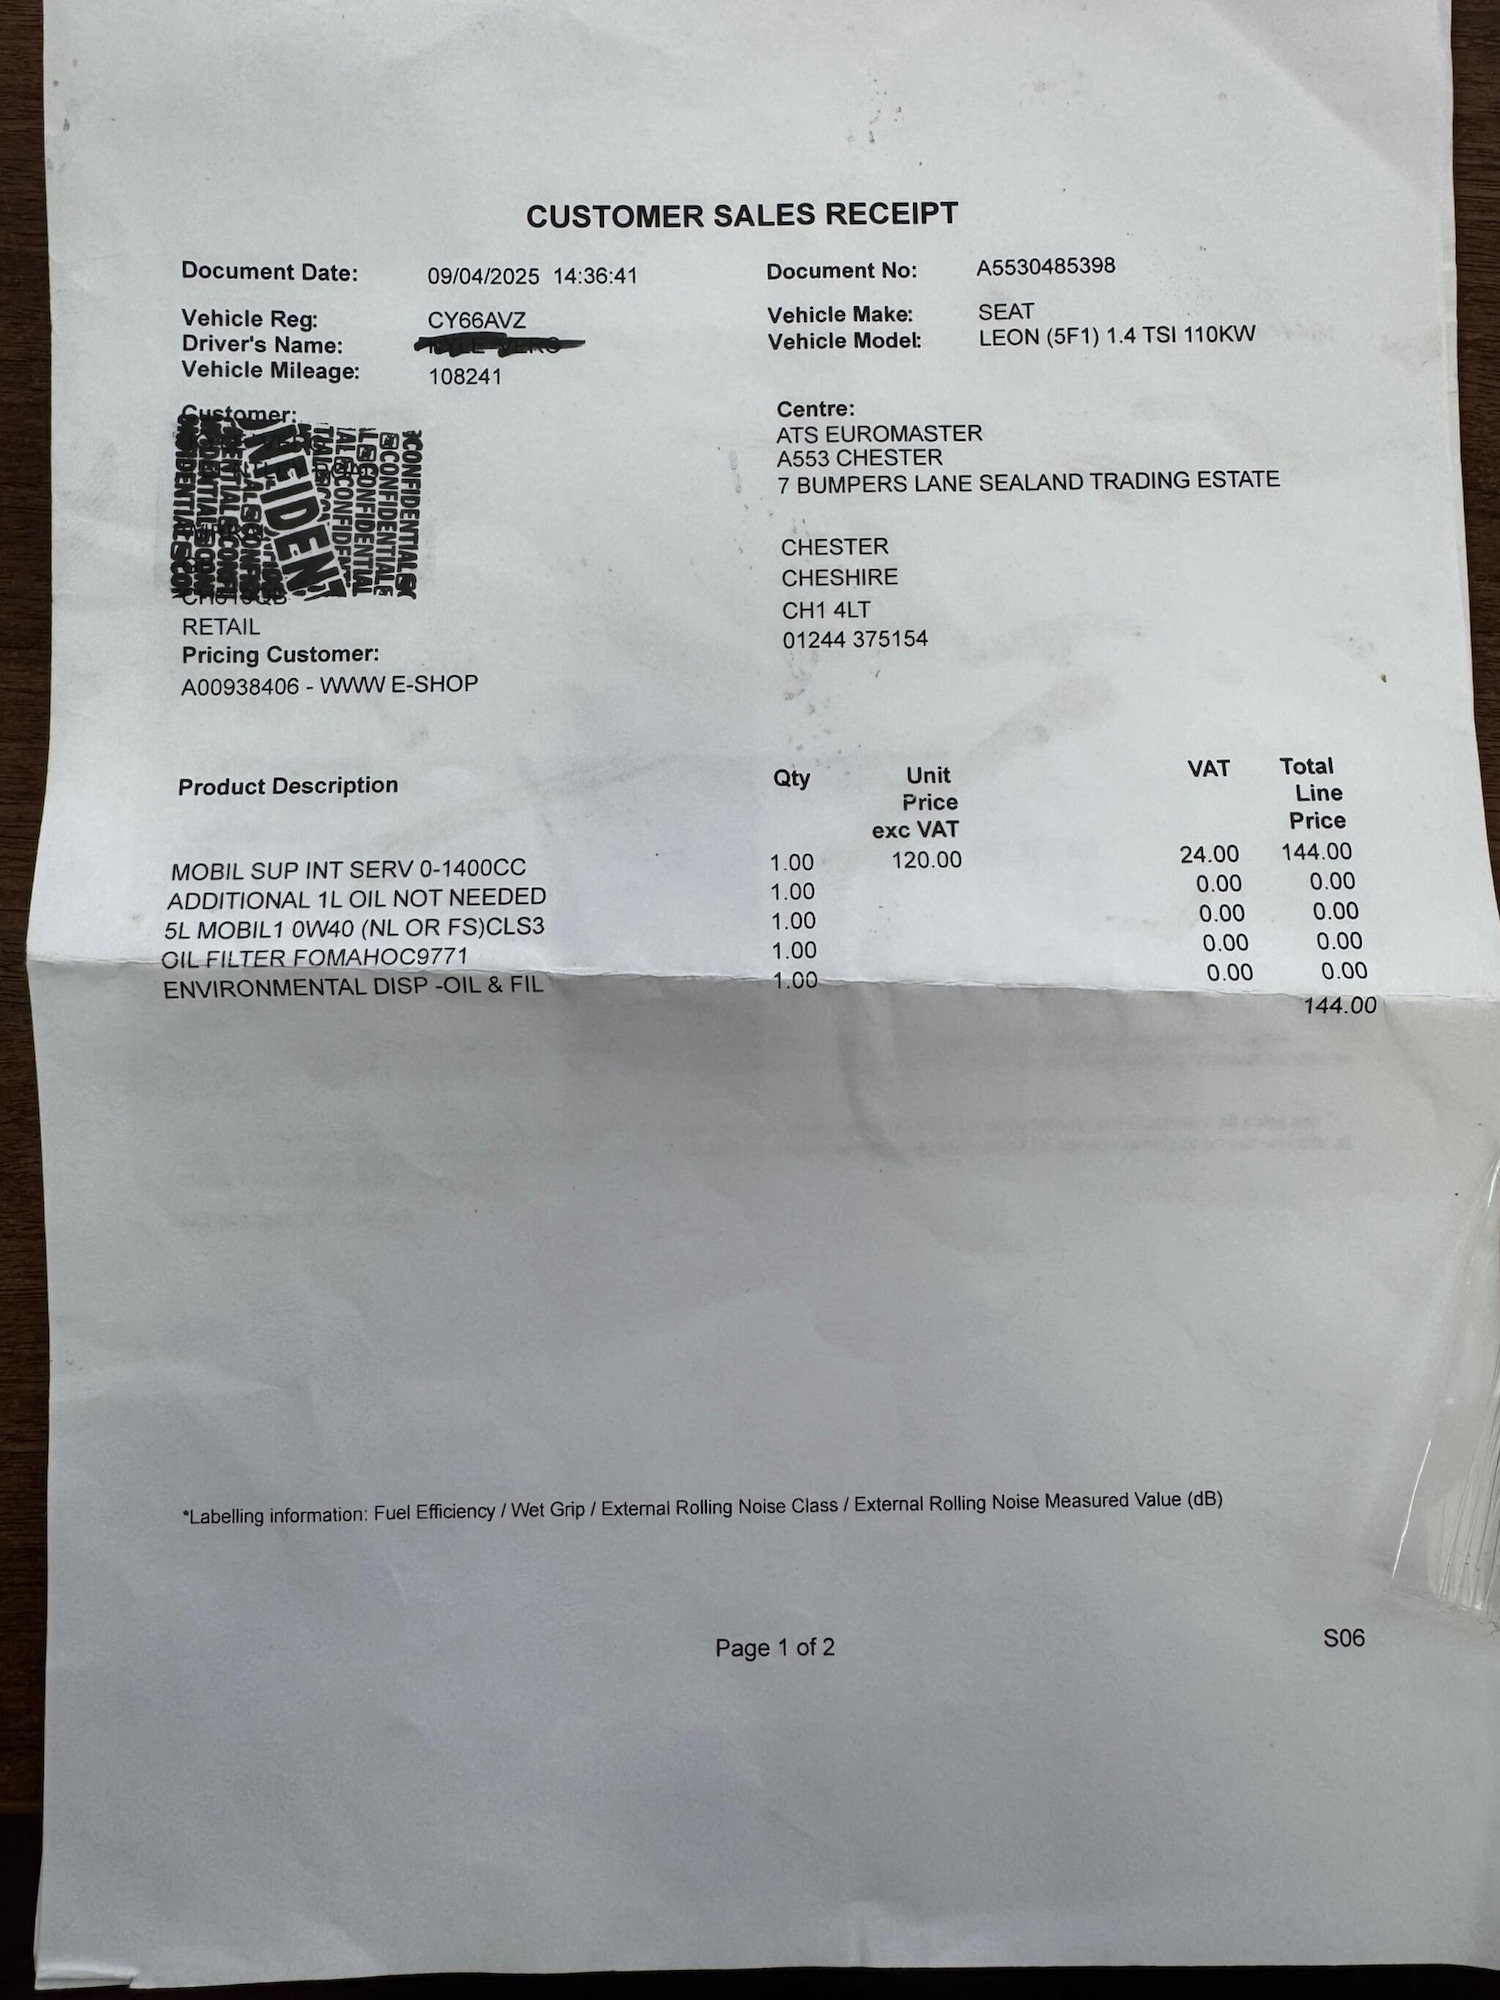 CUSTOMER SALES RECEIPT
Document Date: 09/04/2025 14:36:41 Document No: A5530485398
Vehicle Reg: CY66AVZ Vehicle Make: SEAT
Driver's Name: Vehicle Model: LEON (5F1) 1.4 TSI 110KW
Vehicle Mileage: 108241
Customer:
RETAIL
Pricing Customer:
A00938406 - WWW E-SHOP
Centre:
ATS EUROMASTER
A553 CHESTER
7 BUMPERS LANE SEALAND TRADING ESTATE
CHESTER
CHESHIRE
CH1 4LT
01244 375154
Product Description Qty Unit Price exc VAT VAT Total Line Price
MOBIL SUP INT SERV 0-1400CC 1.00 120.00 24.00 144.00
ADDITIONAL 1L OIL NOT NEEDED 1.00 0.00 0.00
5L MOBIL1 0W40 (NL OR FS)CLS3 1.00 0.00 0.00
OIL FILTER FOMAHOC9771 1.00 0.00 0.00
ENVIRONMENTAL DISP -OIL & FIL 1.00 0.00 0.00
144.00
*Labelling information: Fuel Efficiency / Wet Grip / External Rolling Noise Class / External Rolling Noise Measured Value (dB)
Page 1 of 2
S06